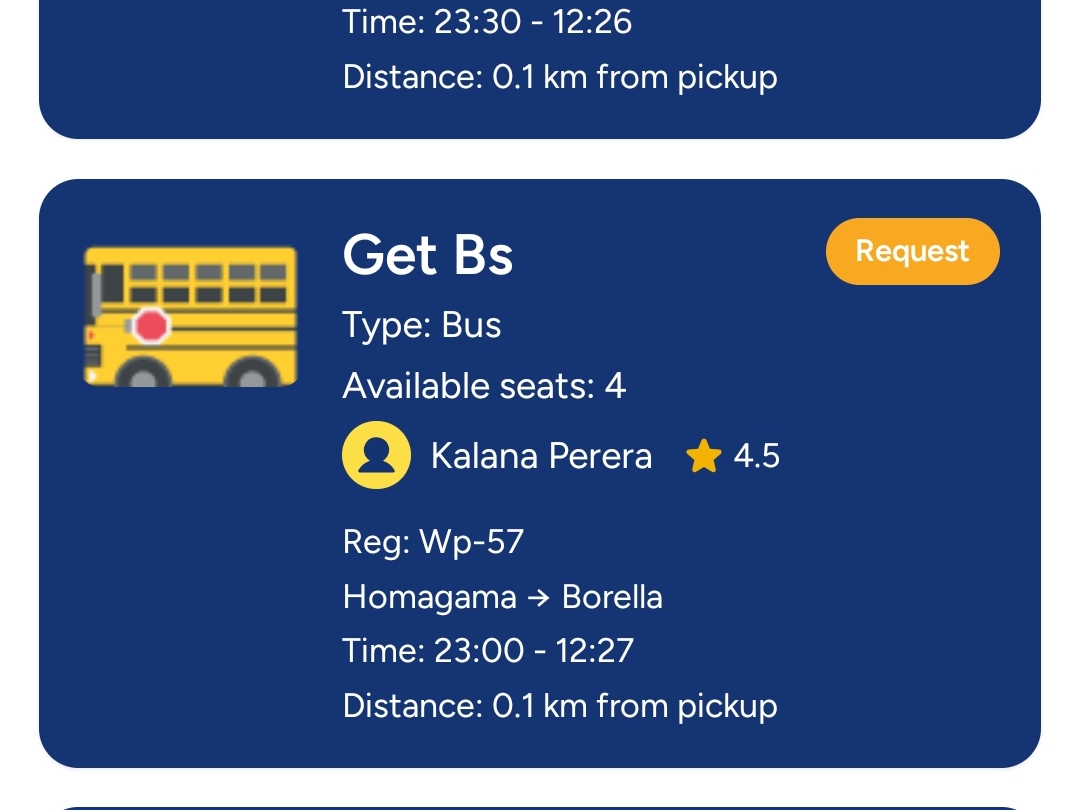 Time: 23:30 - 12:26
Distance: 0.1 km from pickup
Get Bs
Request
Type: Bus
Available seats: 4
Kalana Perera 4.5
Reg: Wp-57
Homagama → Borella
Time: 23:00 - 12:27
Distance: 0.1 km from pickup